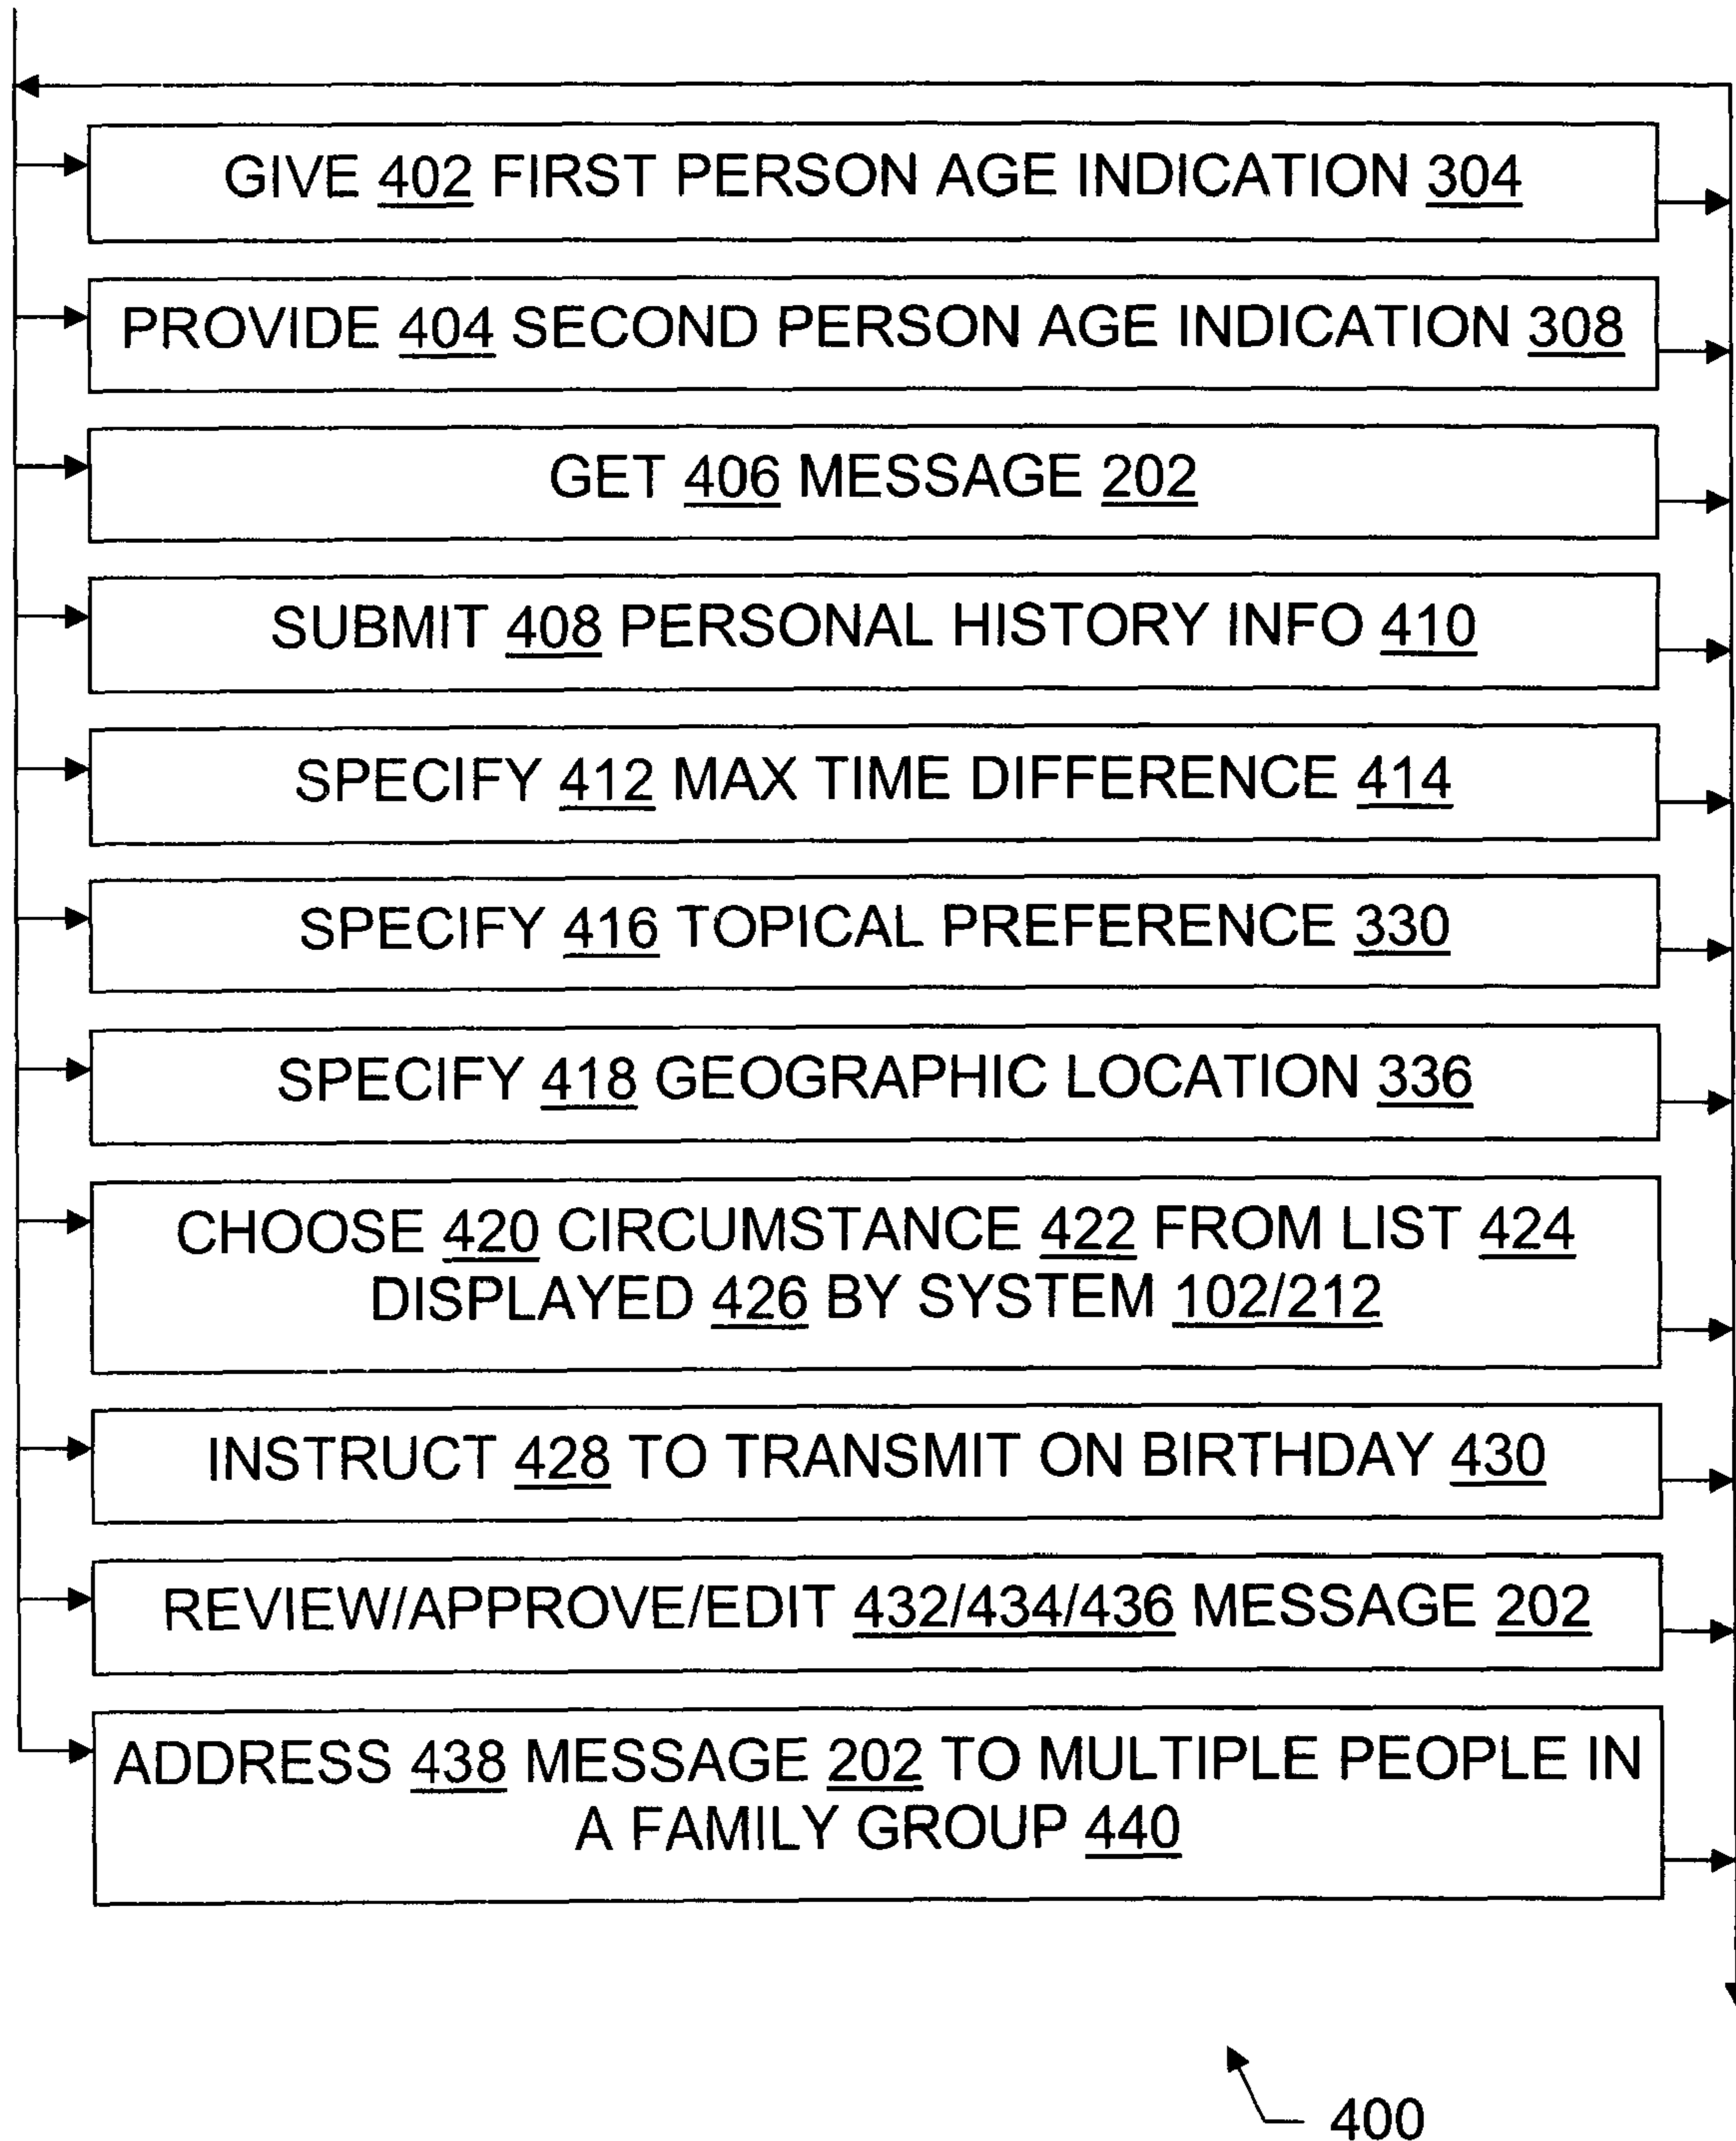 GIVE 402 FIRST PERSON AGE INDICATION 304
PROVIDE 404 SECOND PERSON AGE INDICATION 308
GET 406 MESSAGE 202
SUBMIT 408 PERSONAL HISTORY INFO 410
SPECIFY 412 MAX TIME DIFFERENCE 414
SPECIFY 416 TOPICAL PREFERENCE 330
SPECIFY 418 GEOGRAPHIC LOCATION 336
CHOOSE 420 CIRCUMSTANCE 422 FROM LIST 424
DISPLAYED 426 BY SYSTEM 102/212
INSTRUCT 428 TO TRANSMIT ON BIRTHDAY 430
REVIEW/APPROVE/EDIT 432/434/436 MESSAGE 202
ADDRESS 438 MESSAGE 202 TO MULTIPLE PEOPLE IN
A FAMILY GROUP 440
400